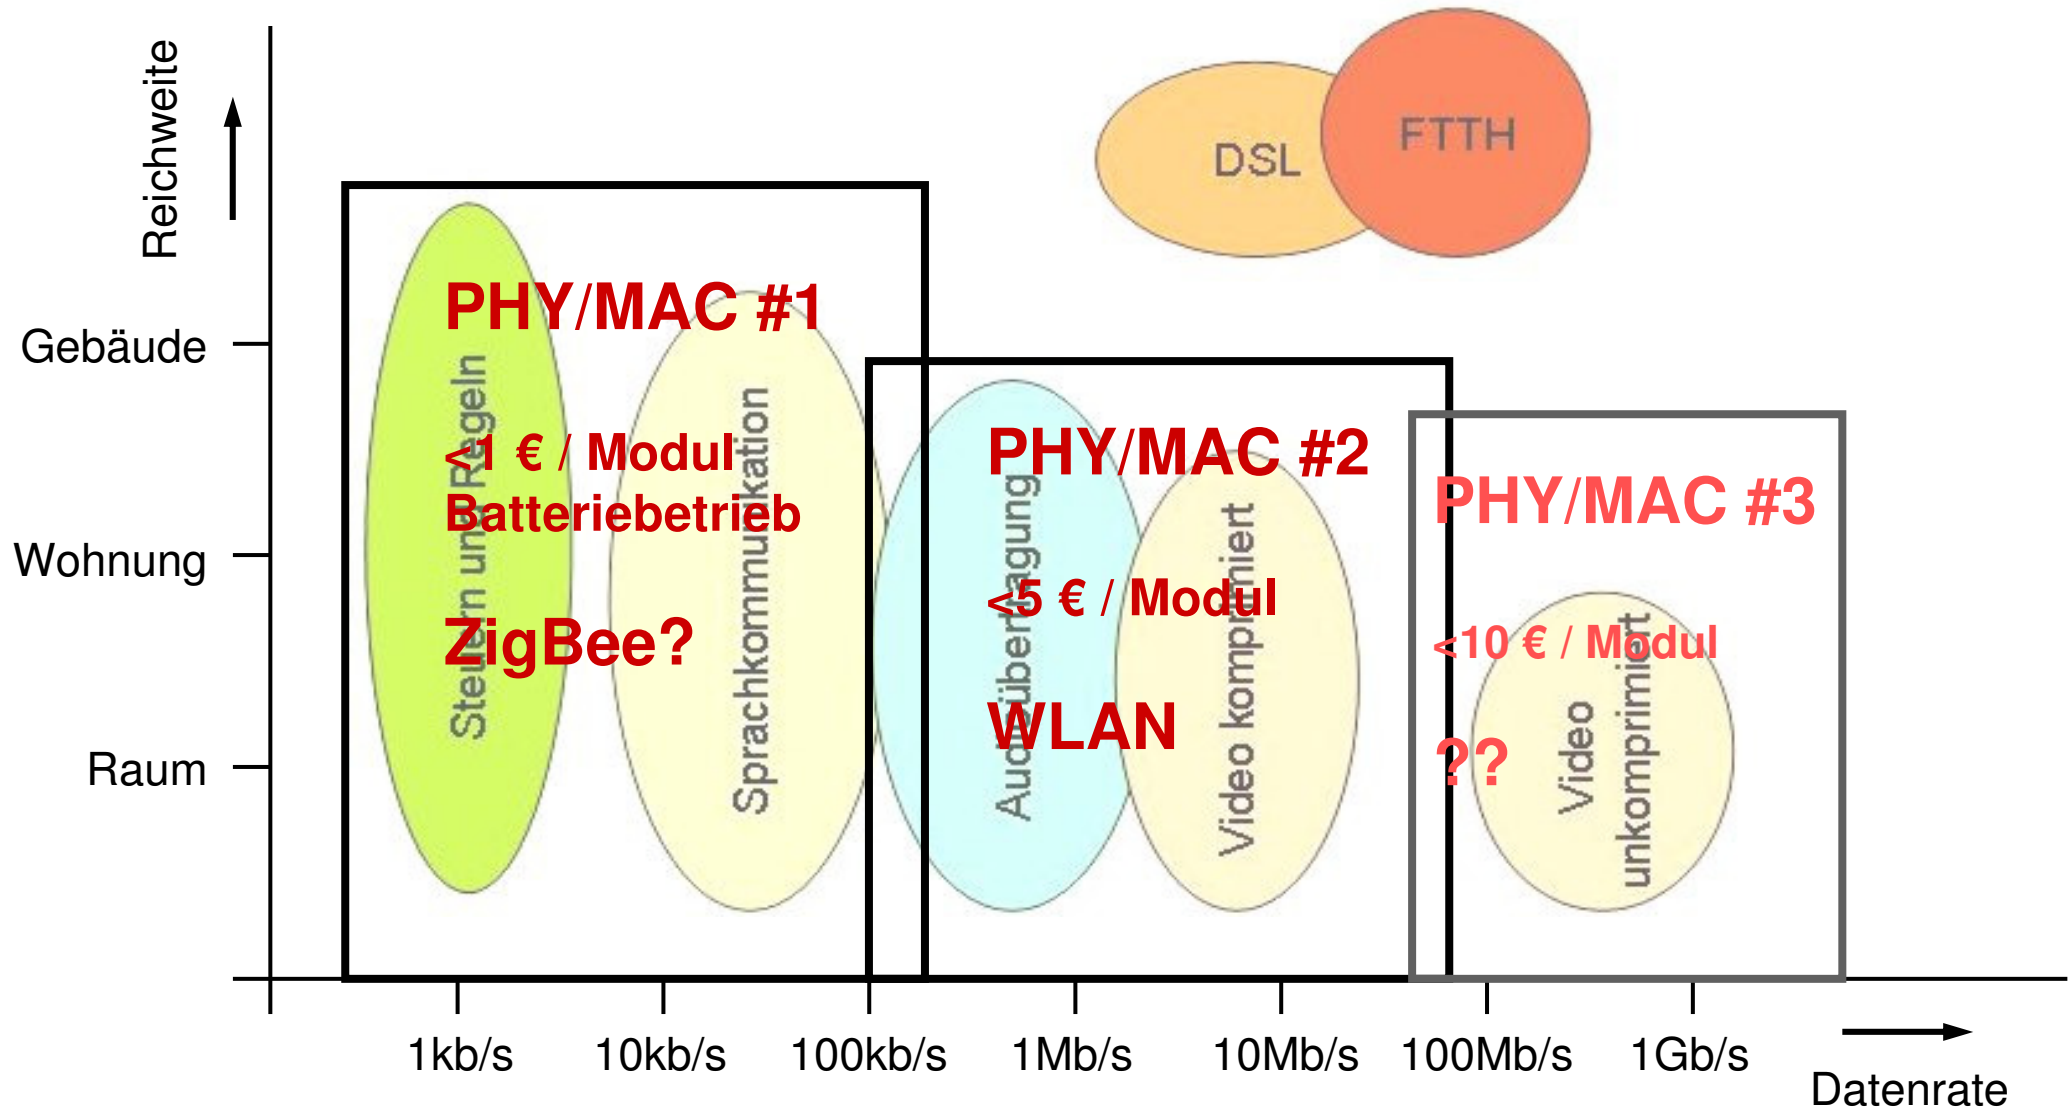 Reichweite
DSL
FTTH
Gebäude
Wohnung
Raum
PHY/MAC #1
<1 € / Modul
Batteriebetrieb
ZigBee?
Steuern und Regeln
Sprachkommunikation
PHY/MAC #2
<5 € / Modul
WLAN
Audioübertragung
Video komprimiert
PHY/MAC #3
<10 € / Modul
??
Video
unkomprimiert
1kb/s
10kb/s
100kb/s
1Mb/s
10Mb/s
100Mb/s
1Gb/s
Datenrate